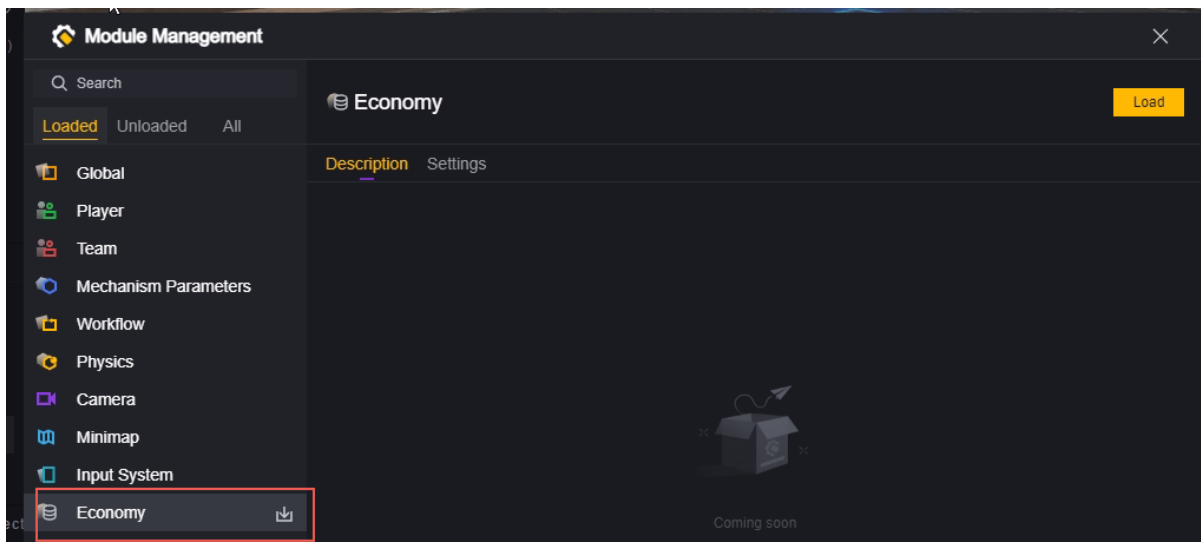 Module Management
)
Search
Economy
Load
Loaded Unloaded All
Description Settings
Global
Player
Team
Mechanism Parameters
Workflow
Physics
Camera
Minimap
Input System
Economy
ect
Coming soon